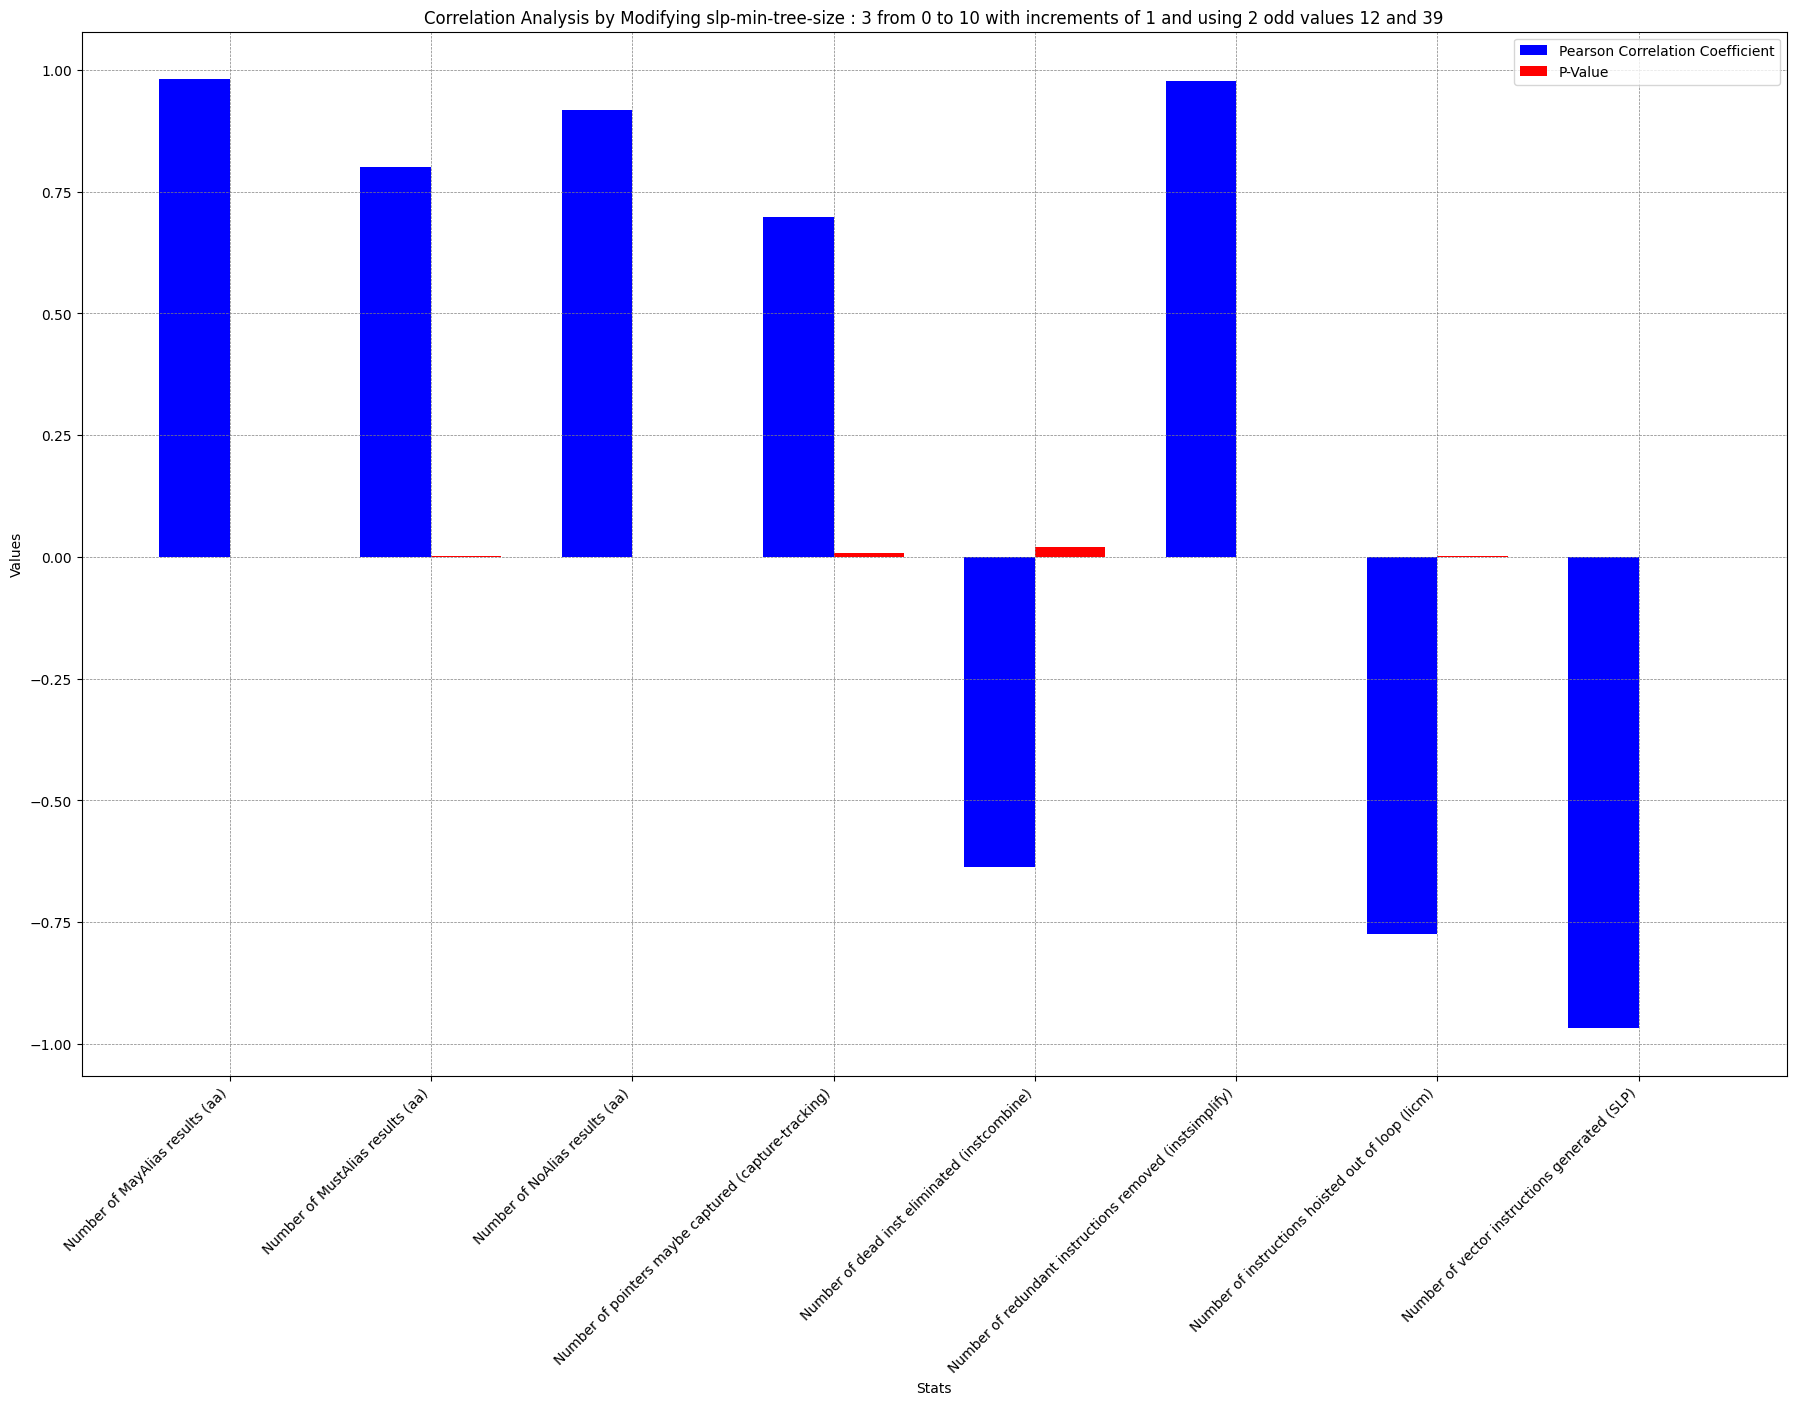 Correlation Analysis by Modifying slp-min-tree-size : 3 from 0 to 10 with increments of 1 and using 2 odd values 12 and 39
Pearson Correlation Coefficient
P-Value
1.00
0.75
0.50
0.25
0.00
−0.25
−0.50
−0.75
−1.00
Values
Number of MayAlias results (aa)
Number of MustAlias results (aa)
Number of NoAlias results (aa)
Number of pointers maybe captured (capture-tracking)
Number of dead inst eliminated (instcombine)
Number of redundant instructions removed (instsimplify)
Number of instructions hoisted out of loop (licm)
Number of vector instructions generated (SLP)
Stats